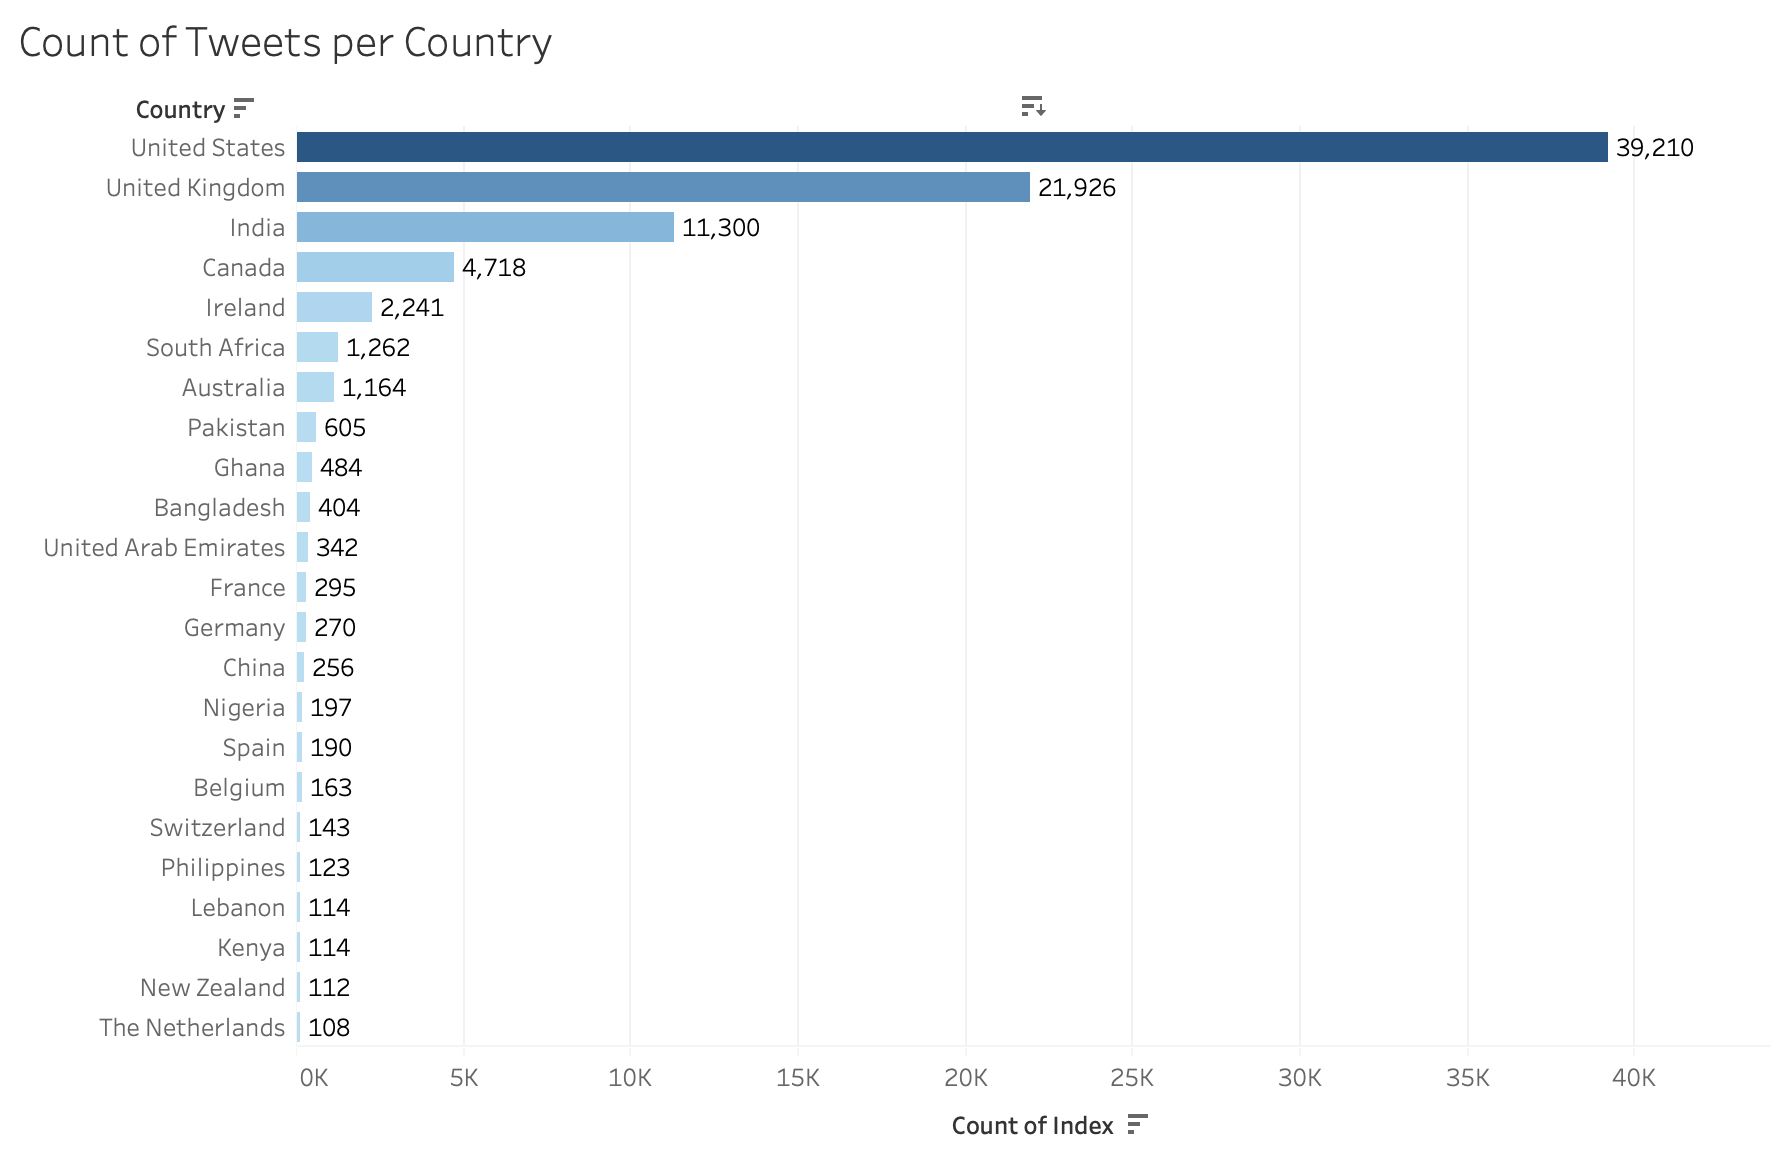 Count of Tweets per Country
Country
United States 39,210
United Kingdom 21,926
India 11,300
Canada 4,718
Ireland 2,241
South Africa 1,262
Australia 1,164
Pakistan 605
Ghana 484
Bangladesh 404
United Arab Emirates 342
France 295
Germany 270
China 256
Nigeria 197
Spain 190
Belgium 163
Switzerland 143
Philippines 123
Lebanon 114
Kenya 114
New Zealand 112
The Netherlands 108
0K 5K 10K 15K 20K 25K 30K 35K 40K
Count of Index